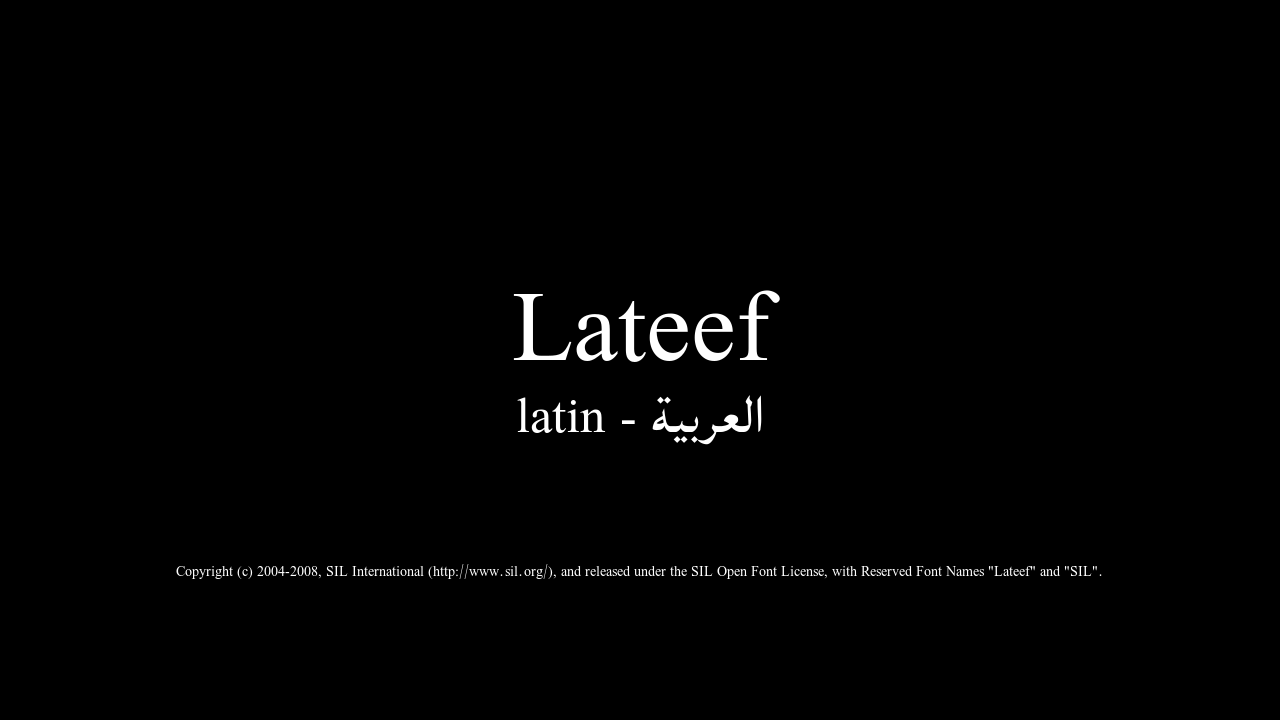 Lateef
latin - العربية
Copyright (c) 2004-2008, SIL International (http://www.sil.org/), and released under the SIL Open Font License, with Reserved Font Names "Lateef" and "SIL".